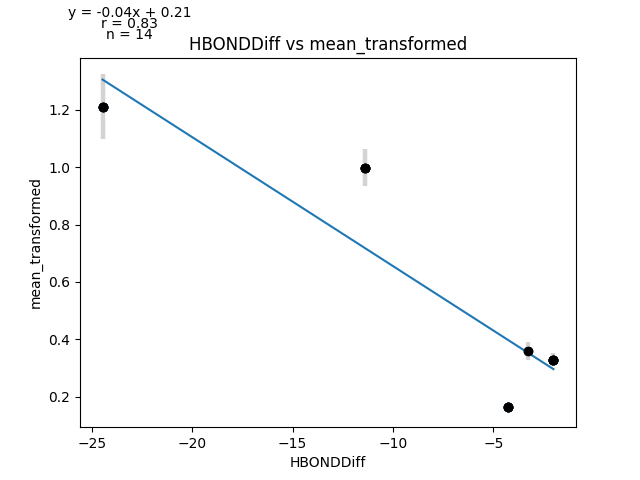 y = -0.04x + 0.21
r = 0.83
n = 14
HBONDDiff vs mean_transformed
mean_transformed
1.2
1.0
0.8
0.6
0.4
0.2
−25
−20
−15
−10
−5
HBONDDiff